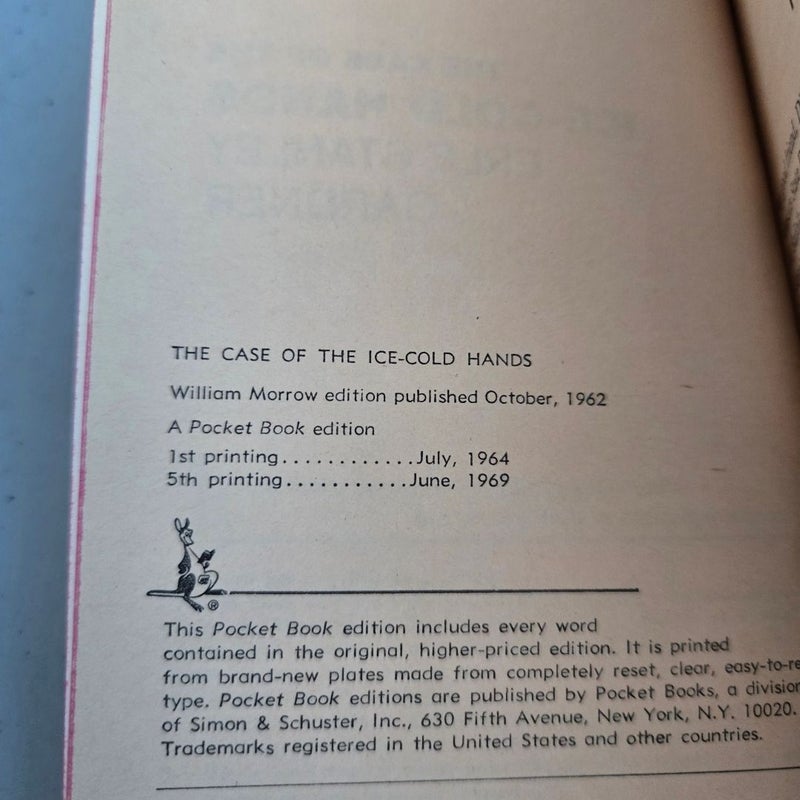 THE CASE OF THE ICE-COLD HANDS
William Morrow edition published October, 1962
A Pocket Book edition
1st printing............July, 1964
5th printing...........June, 1969
®
This Pocket Book edition includes every word
contained in the original, higher-priced edition. It is printed
from brand-new plates made from completely reset, clear, easy-to-re
type. Pocket Book editions are published by Pocket Books, a division
of Simon & Schuster, Inc., 630 Fifth Avenue, New York, N.Y. 10020.
Trademarks registered in the United States and other countries.